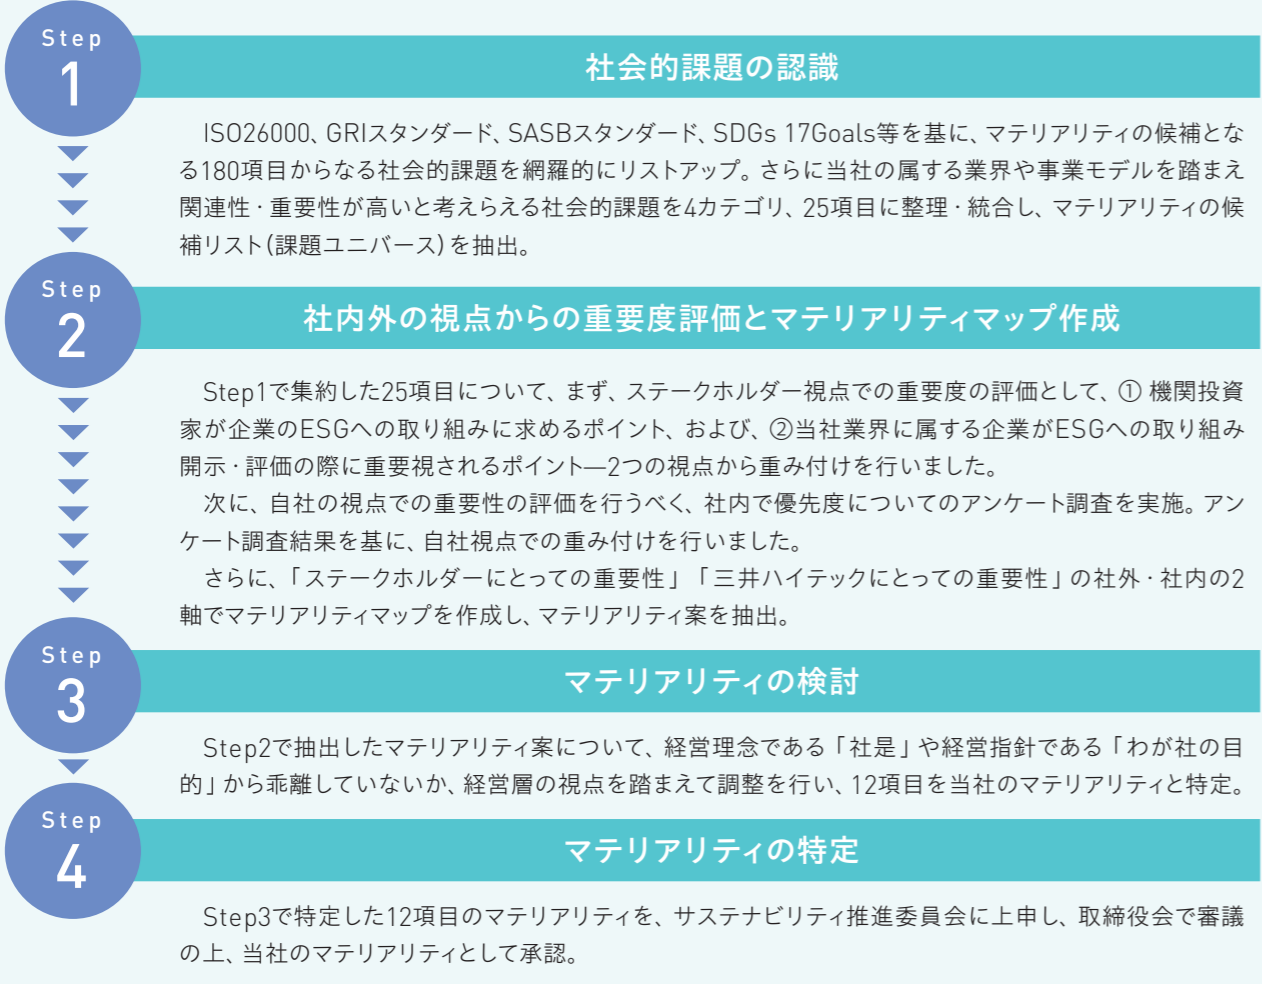 Step
1
社会的課題の認識
ISO26000、GRIスタンダード、SASBスタンダード、SDGs 17Goals等を基に、マテリアリティの候補とな
る180項目からなる社会的課題を網羅的にリストアップ。さらに当社の属する業界や事業モデルを踏まえ
関連性・重要性が高いと考えらえる社会的課題を4カテゴリ、25項目に整理・統合し、マテリアリティの候
補リスト(課題ユニバース)を抽出。
Step
2
社内外の視点からの重要度評価とマテリアリティマップ作成
Step1で集約した25項目について、まず、ステークホルダー視点での重要度の評価として、① 機関投資
家が企業のESGへの取り組みに求めるポイント、および、②当社業界に属する企業がESGへの取り組み
開示・評価の際に重要視されるポイント―2つの視点から重み付けを行いました。
次に、自社の視点での重要性の評価を行うべく、社内で優先度についてのアンケート調査を実施。アン
ケート調査結果を基に、自社視点での重み付けを行いました。
さらに、「ステークホルダーにとっての重要性」「三井ハイテックにとっての重要性」の社外・社内の2
軸でマテリアリティマップを作成し、マテリアリティ案を抽出。
Step
3
マテリアリティの検討
Step2で抽出したマテリアリティ案について、経営理念である「社是」や経営指針である「わが社の目
的」から乖離していないか、経営層の視点を踏まえて調整を行い、12項目を当社のマテリアリティと特定。
Step
4
マテリアリティの特定
Step3で特定した12項目のマテリアリティを、サステナビリティ推進委員会に上申し、取締役会で審議
の上、当社のマテリアリティとして承認。